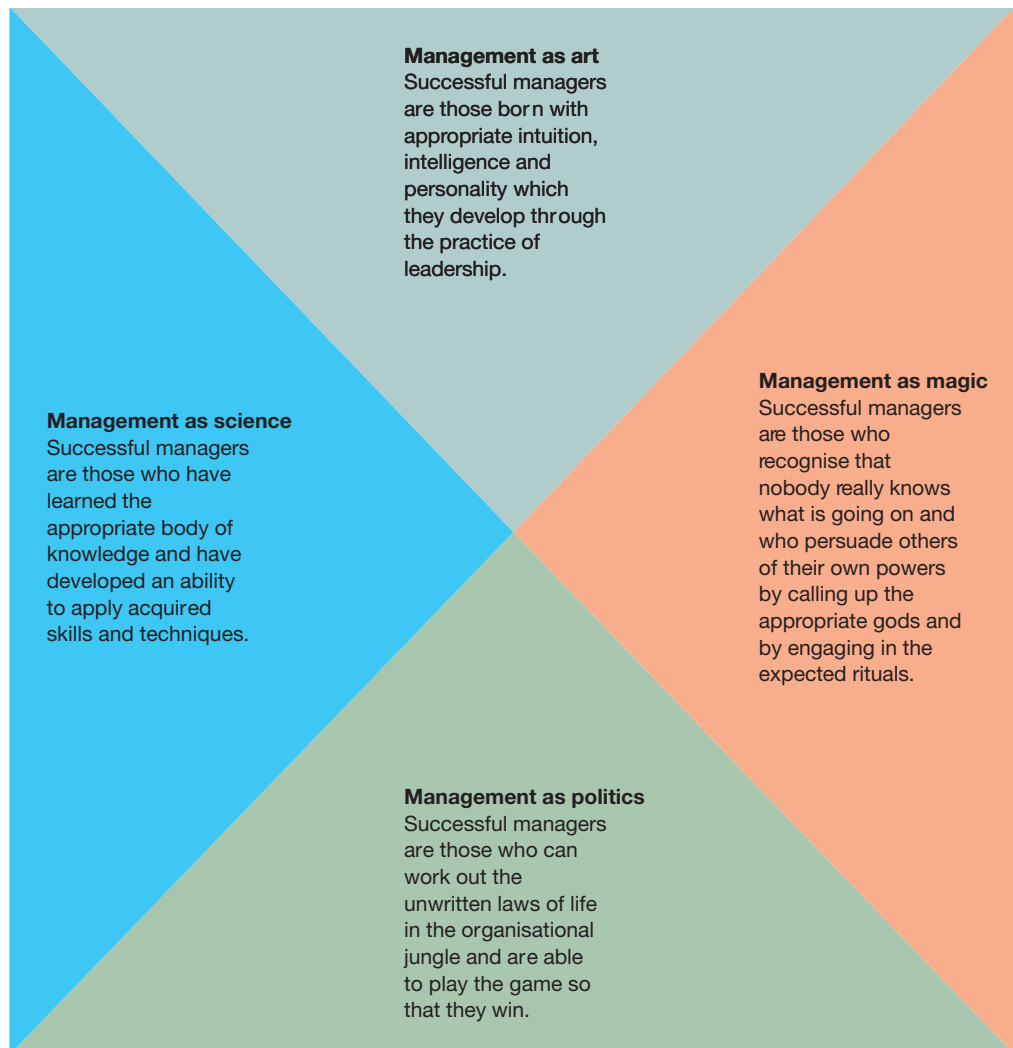 Management as art
Successful managers
are those born with
appropriate intuition,
intelligence and
personality which
they develop through
the practice of
leadership.
Management as science
Successful managers
are those who have
learned the
appropriate body of
knowledge and have
developed an ability
to apply acquired
skills and techniques.
Management as magic
Successful managers
are those who
recognise that
nobody really knows
what is going on and
who persuade others
of their own powers
by calling up the
appropriate gods and
by engaging in the
expected rituals.
Management as politics
Successful managers
are those who can
work out the
unwritten laws of life
in the organisational
jungle and are able
to play the game so
that they win.